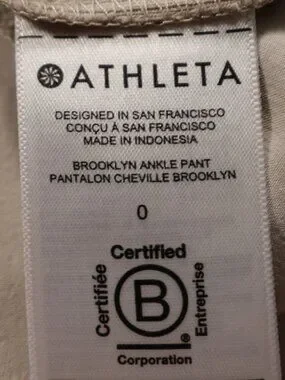 ATHLETA
DESIGNED IN SAN FRANCISCO
CONÇU À SAN FRANCISCO
MADE IN INDONESIA
BROOKLYN ANKLE PANT
PANTALON CHEVILLE BROOKLYN
0
Certified
Certifiée
B
Entreprise
®
Corporation